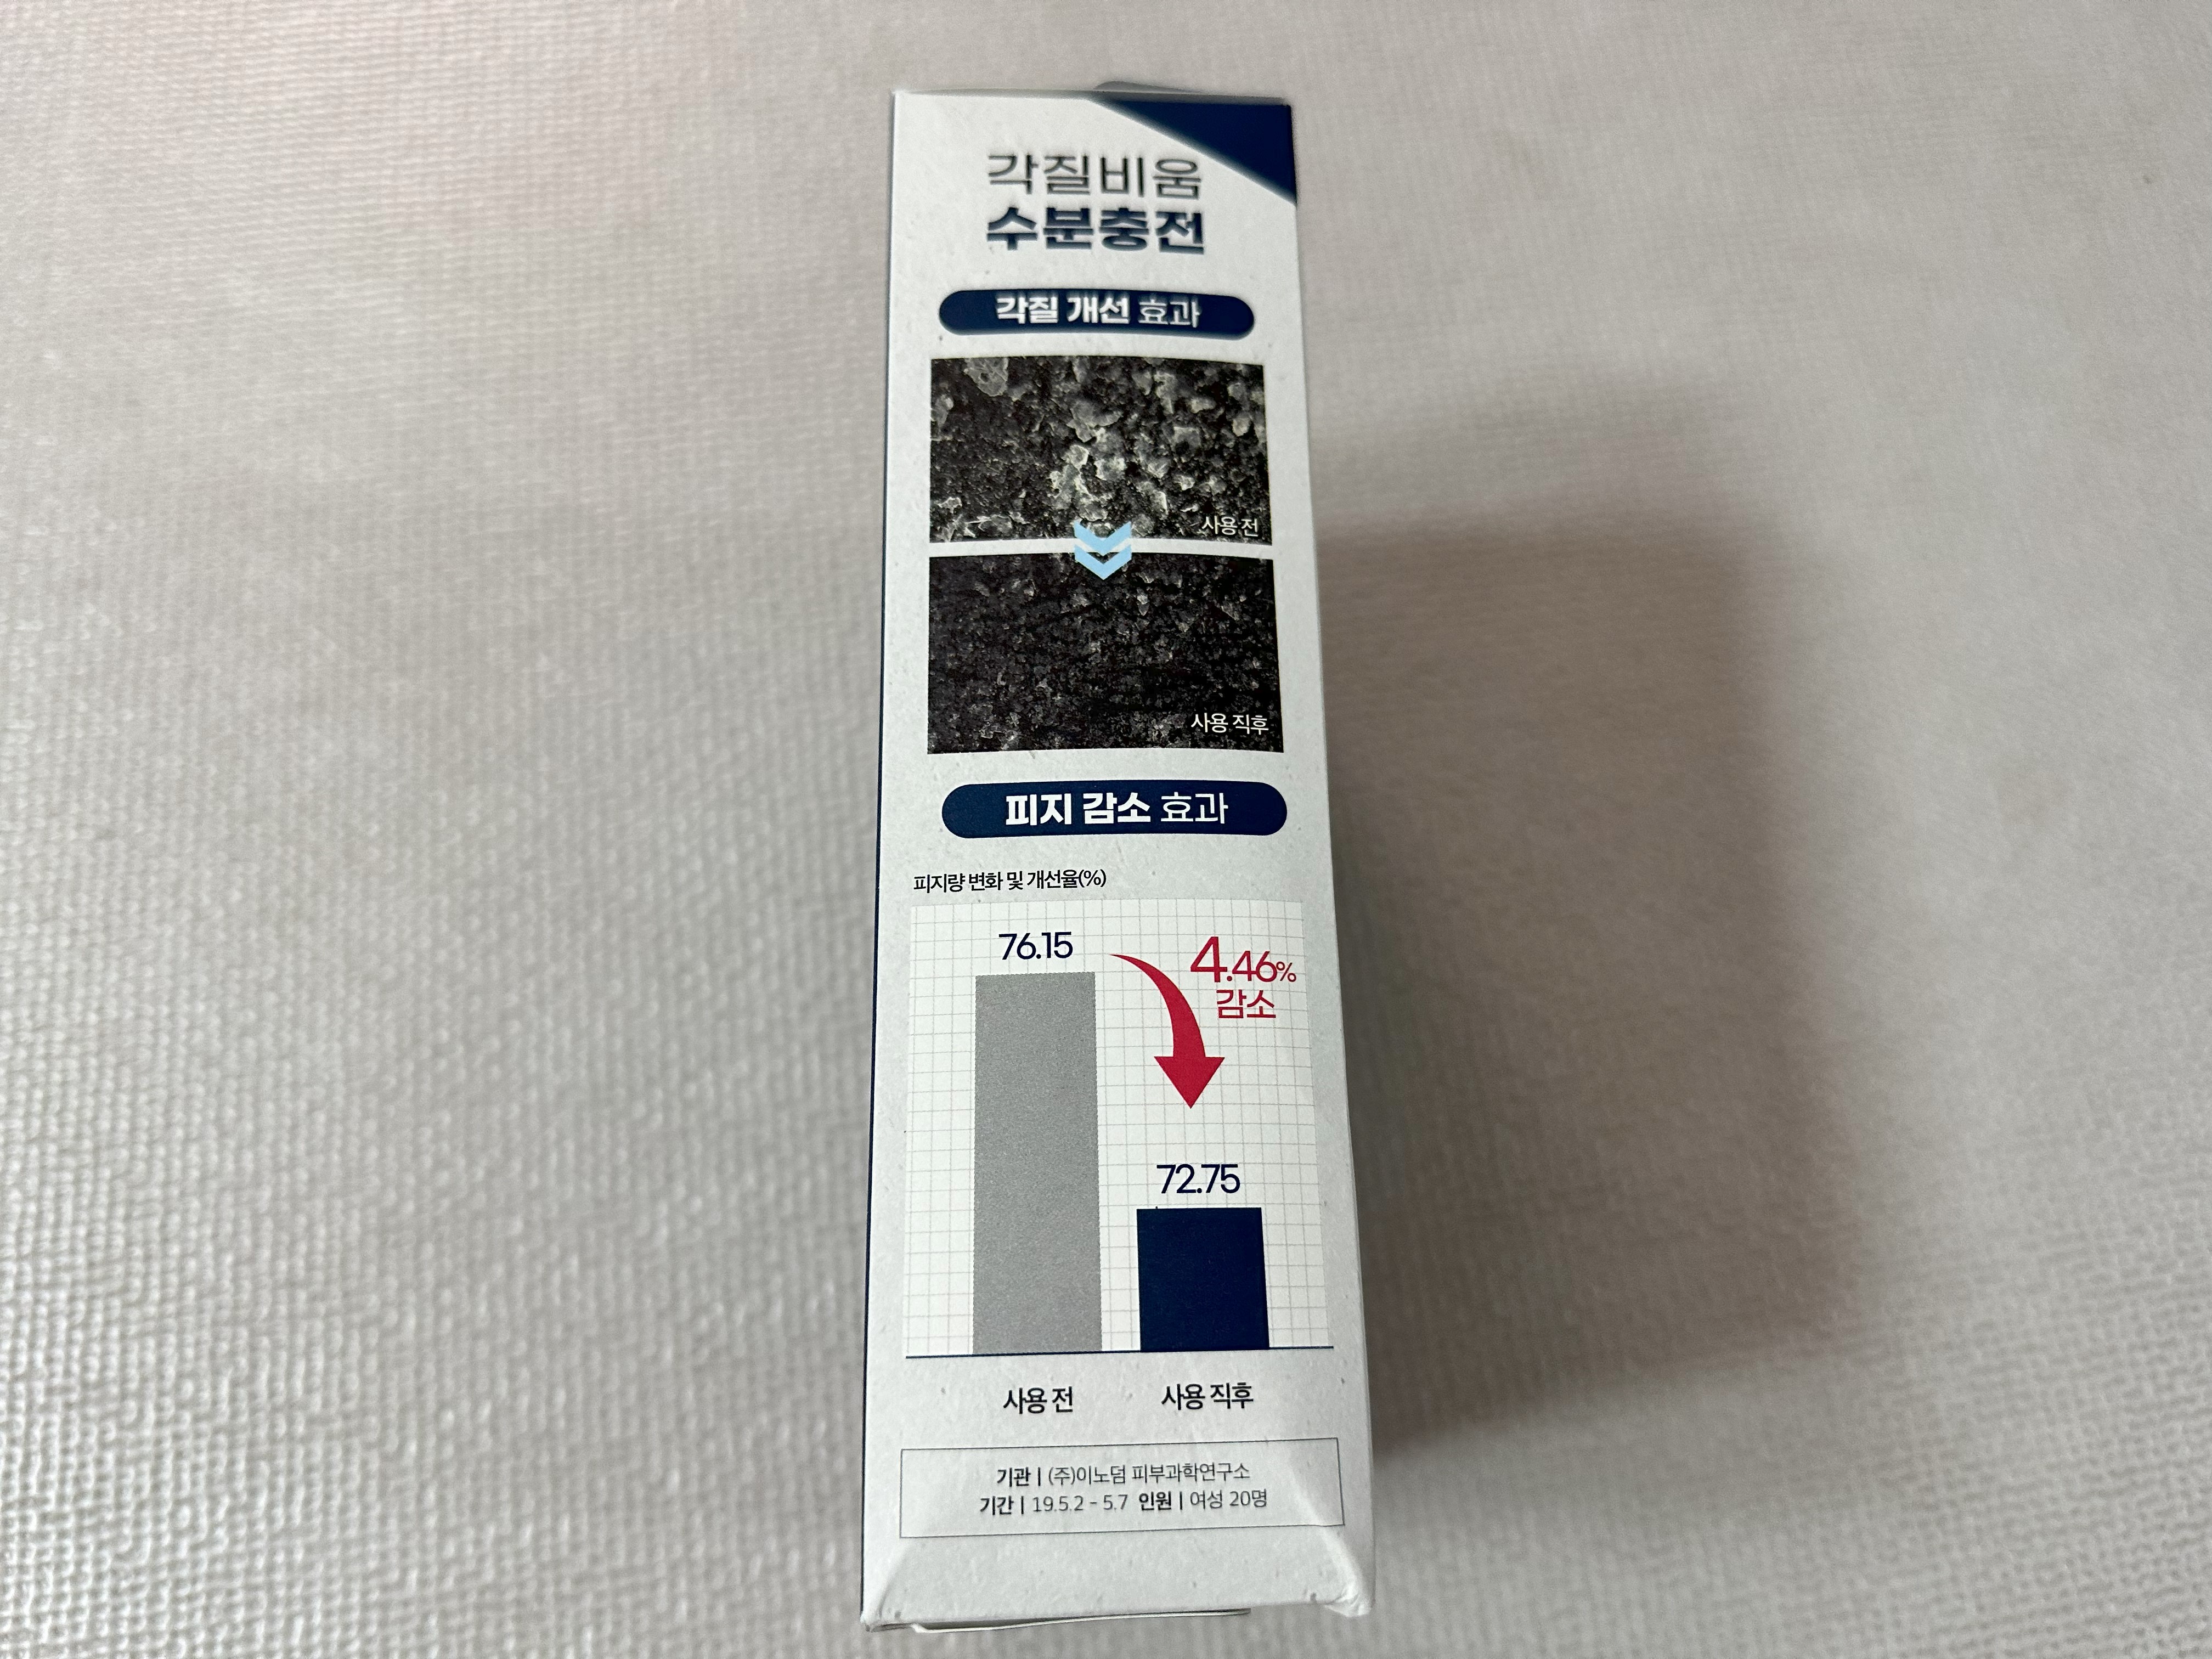 각질비움
수분충전
각질 개선 효과
사용 전
사용 직후
피지 감소 효과
피지량 변화 및 개선율(%)
76.15
4.46%
감소
72.75
사용 전
사용 직후
기관 | (주)이노덤 피부과학연구소
기간 | 19.5.2 - 5.7 인원 | 여성 20명